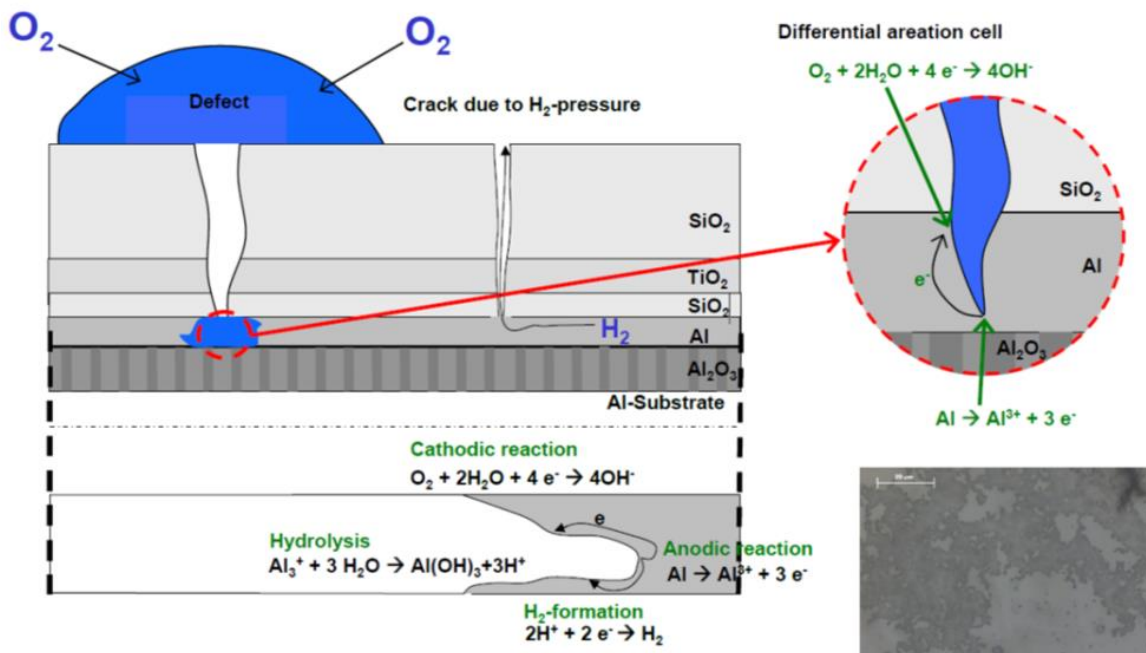 O₂
O₂
Defect
Crack due to H₂-pressure
SiO₂
TiO₂
SiO₂
H₂
Al
Al₂O₃
Al-Substrate
Differential areation cell
O₂ + 2H₂O + 4 e⁻ → 4OH⁻
SiO₂
e⁻
Al
Al₂O₃
Al → Al³⁺ + 3 e⁻
Cathodic reaction
O₂ + 2H₂O + 4 e⁻ → 4OH⁻
e
Hydrolysis
Al₃⁺ + 3 H₂O → Al(OH)₃+3H⁺
Anodic reaction
Al → Al³⁺ + 3 e⁻
H₂-formation
2H⁺ + 2 e⁻ → H₂